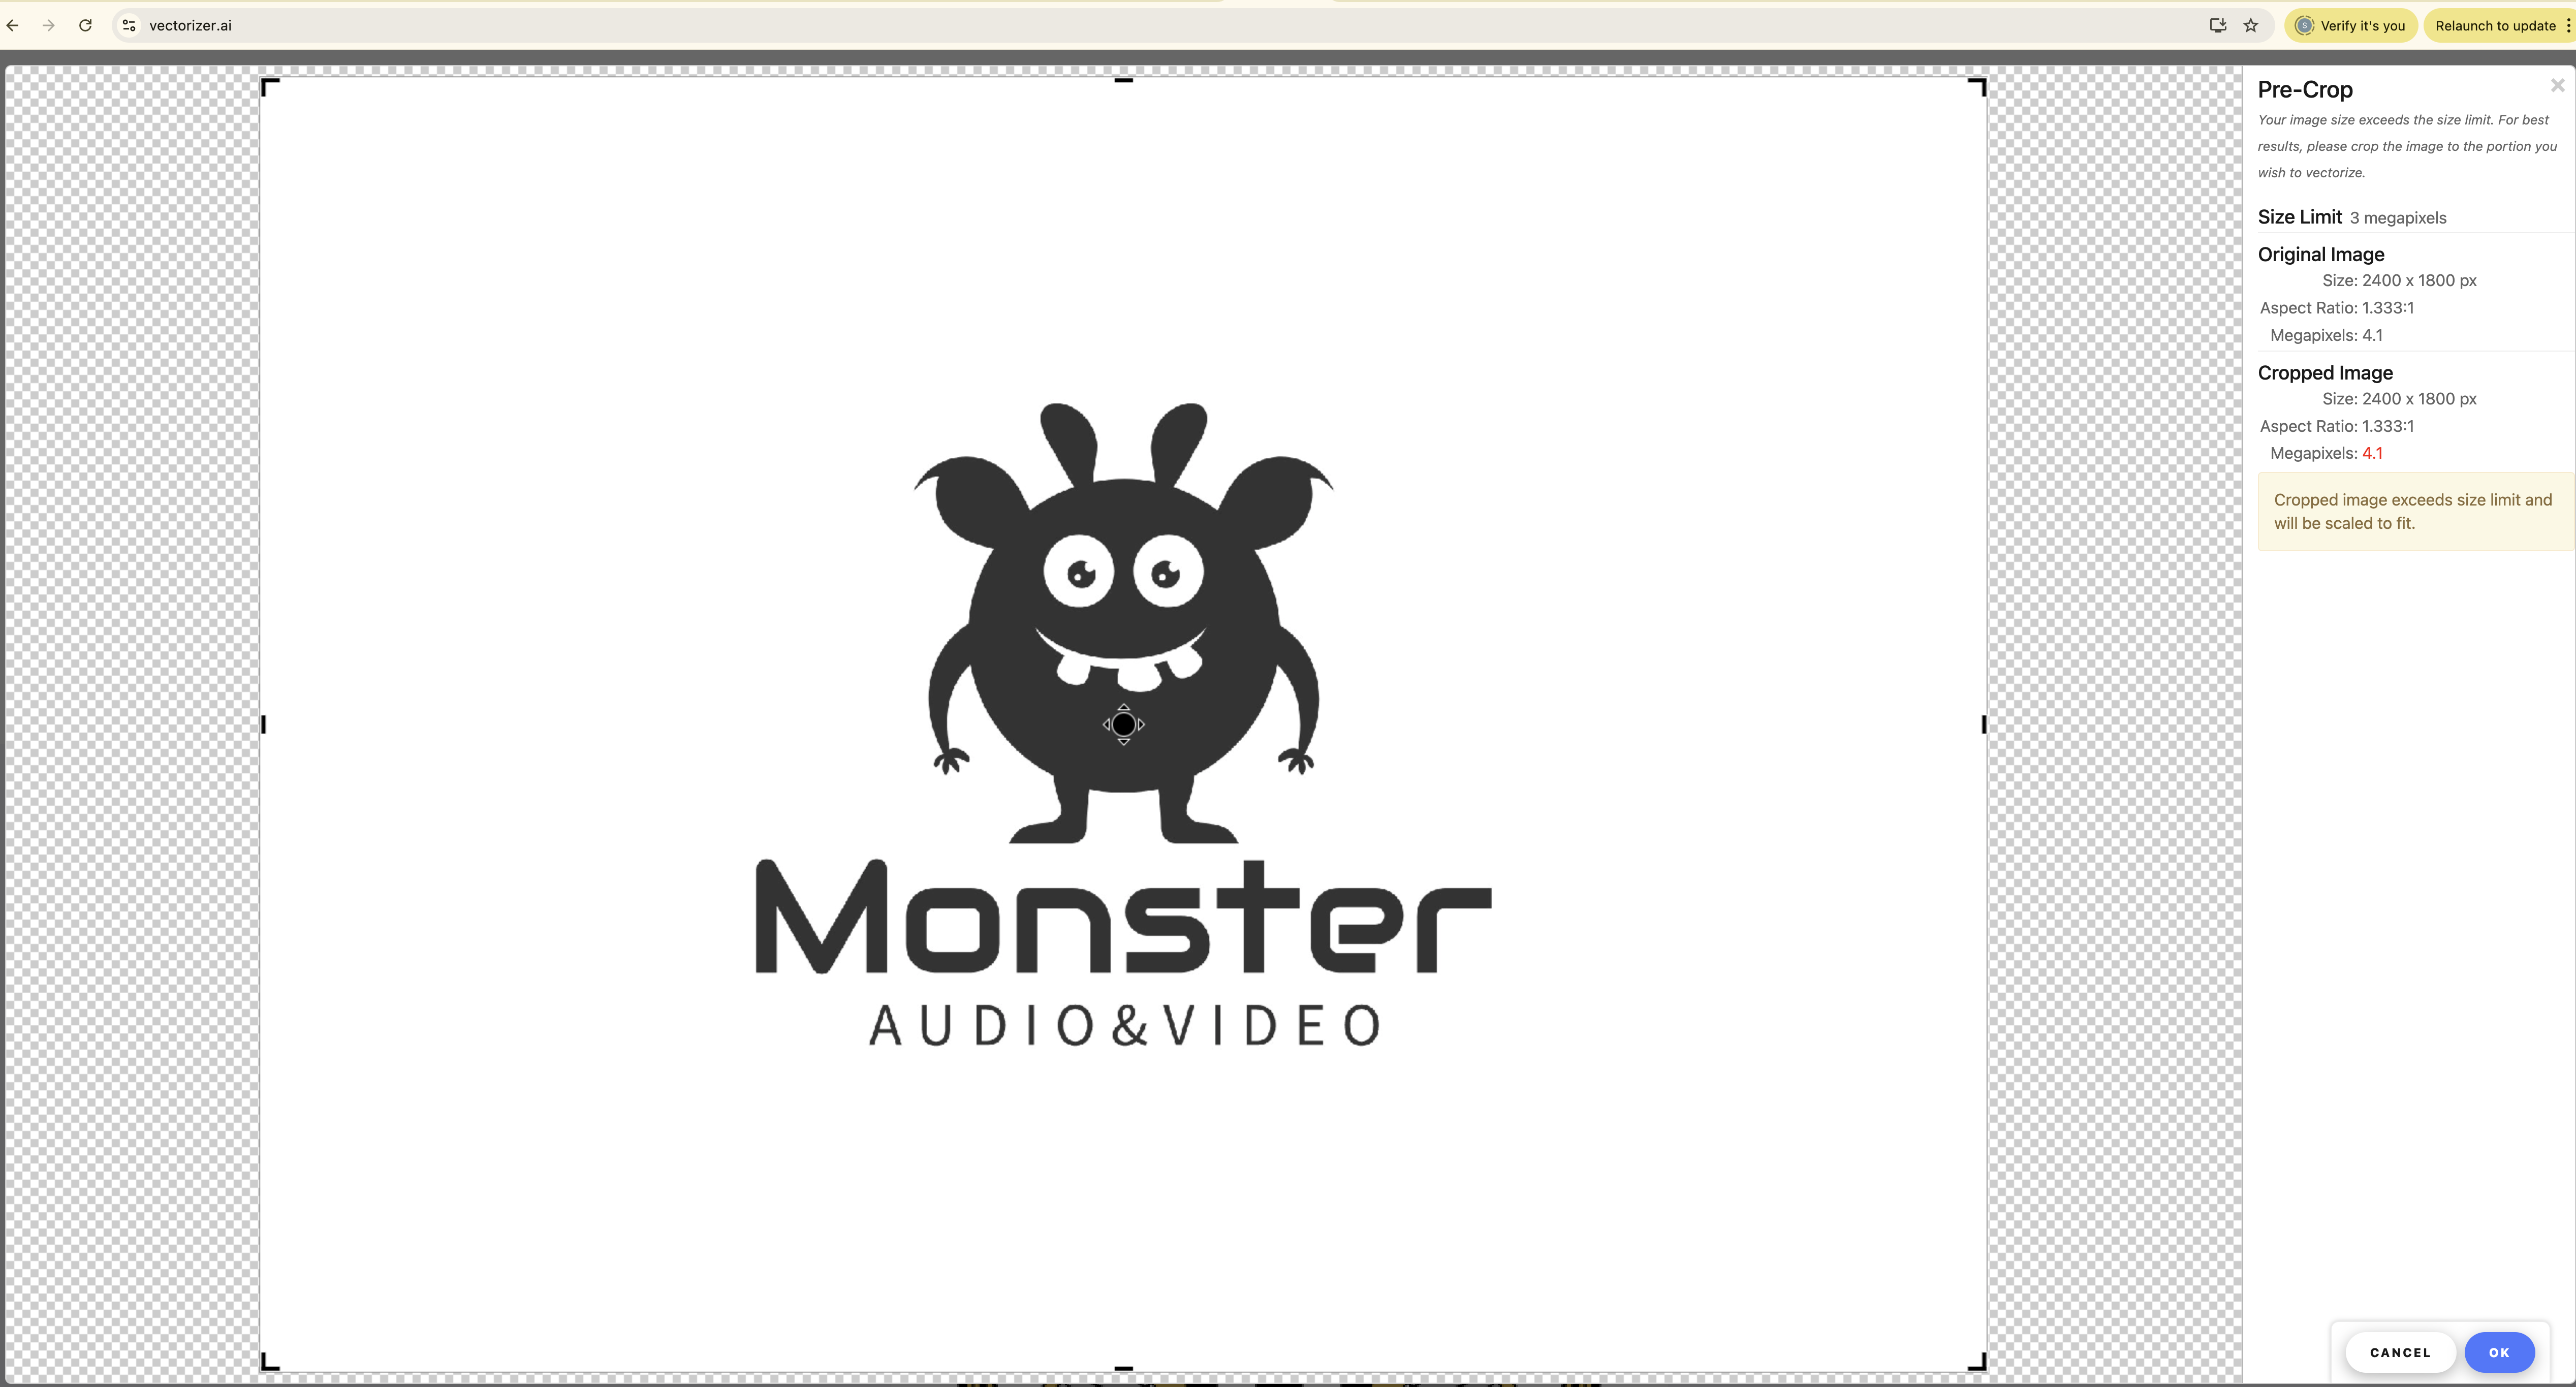 vectorizer.ai
Verify it's you
Relaunch to update
Pre-Crop
Your image size exceeds the size limit. For best
results, please crop the image to the portion you
wish to vectorize.
Size Limit 3 megapixels
Original Image
Size: 2400 x 1800 px
Aspect Ratio: 1.333:1
Megapixels: 4.1
Cropped Image
Size: 2400 x 1800 px
Aspect Ratio: 1.333:1
Megapixels: 4.1
Cropped image exceeds size limit and
will be scaled to fit.
Monster
AUDIO&VIDEO
CANCEL
OK